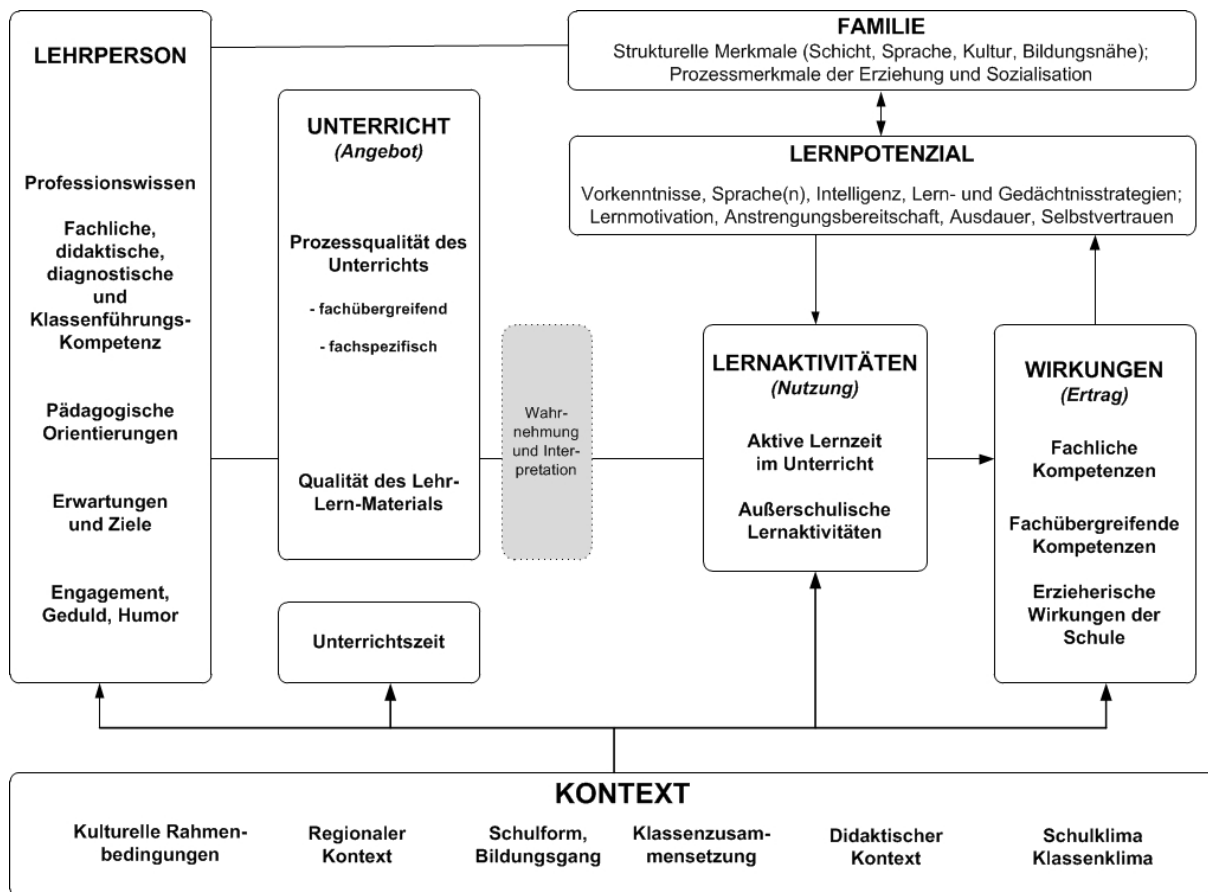 LEHRPERSON
Professionswissen
Fachliche,
didaktische,
diagnostische
und
Klassenführungs-
Kompetenz
Pädagogische
Orientierungen
Erwartungen
und Ziele
Engagement,
Geduld, Humor
UNTERRICHT
(Angebot)
Prozessqualität des
Unterrichts
- fachübergreifend
- fachspezifisch
Qualität des Lehr-
Lern-Materials
Unterrichtszeit
Wahr-
nehmung
und Inter-
pretation
FAMILIE
Strukturelle Merkmale (Schicht, Sprache, Kultur, Bildungsnähe);
Prozessmerkmale der Erziehung und Sozialisation
LERNPOTENZIAL
Vorkenntnisse, Sprache(n), Intelligenz, Lern- und Gedächtnisstrategien;
Lernmotivation, Anstrengungsbereitschaft, Ausdauer, Selbstvertrauen
LERNAKTIVITÄTEN
(Nutzung)
Aktive Lernzeit
im Unterricht
Außerschulische
Lernaktivitäten
WIRKUNGEN
(Ertrag)
Fachliche
Kompetenzen
Fachübergreifende
Kompetenzen
Erzieherische
Wirkungen der
Schule
KONTEXT
Kulturelle Rahmen-
bedingungen
Regionaler
Kontext
Schulform,
Bildungsgang
Klassenzusam-
mensetzung
Didaktischer
Kontext
Schulklima
Klassenklima